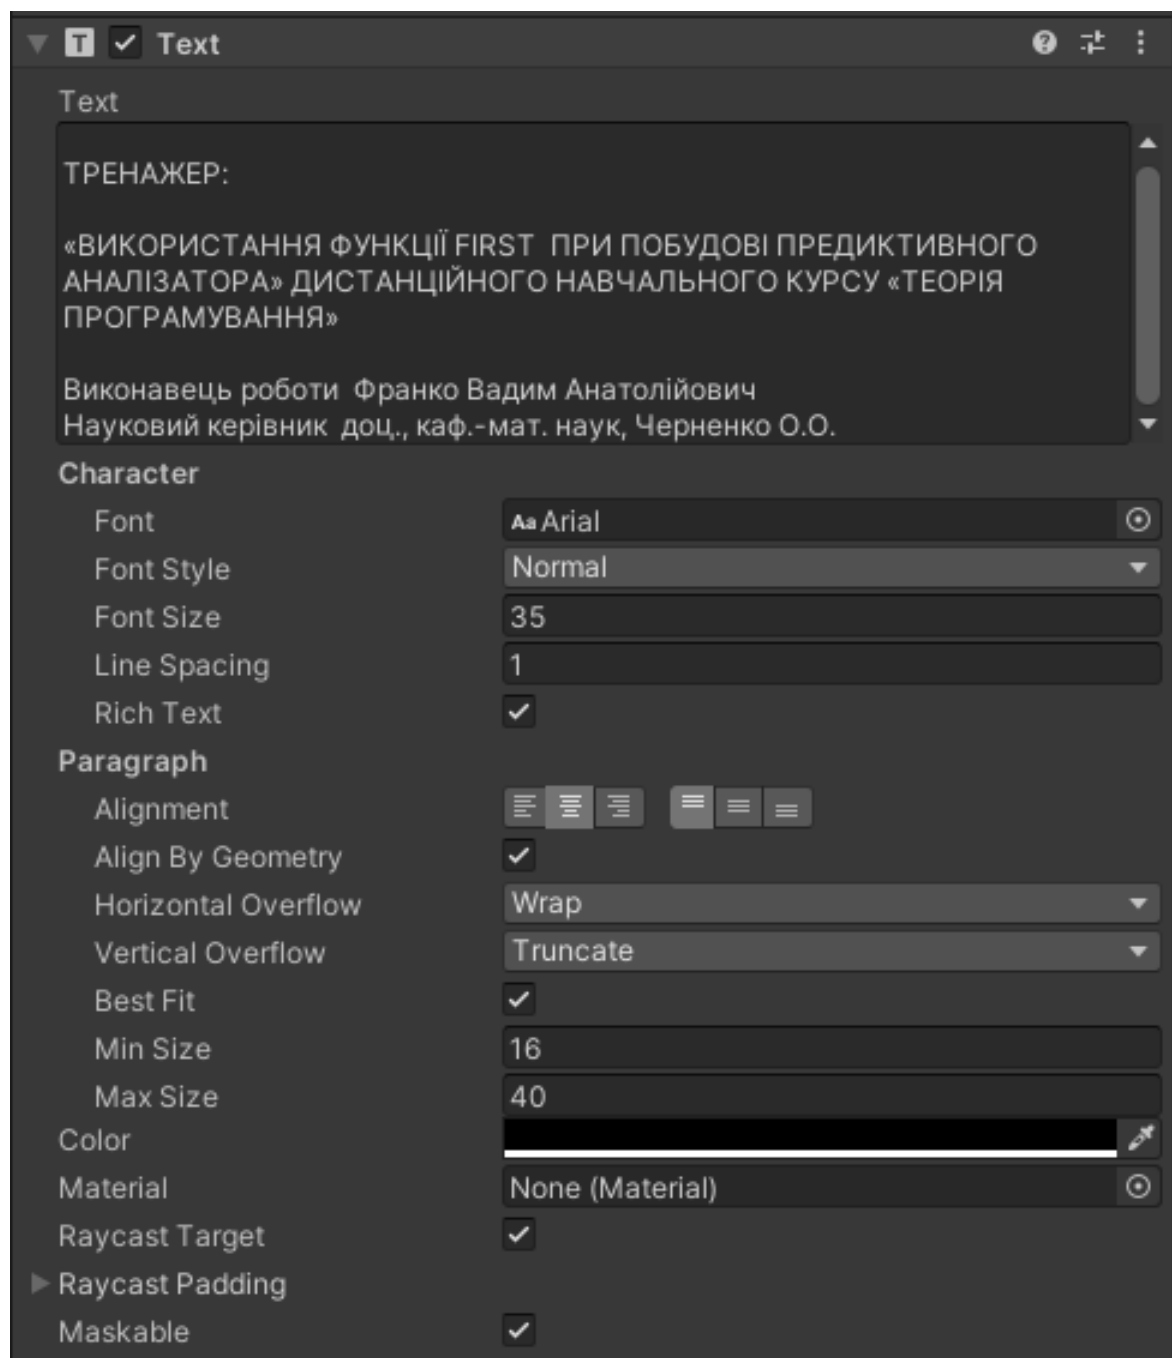 Text
Text
ТРЕНАЖЕР:
«ВИКОРИСТАННЯ ФУНКЦІЇ FIRST  ПРИ ПОБУДОВІ ПРЕДИКТИВНОГО
АНАЛІЗАТОРА» ДИСТАНЦІЙНОГО НАВЧАЛЬНОГО КУРСУ «ТЕОРІЯ
ПРОГРАМУВАННЯ»
Виконавець роботи  Франко Вадим Анатолійович
Науковий керівник  доц., каф.-мат. наук, Черненко О.О.
Character
Font Aa Arial
Font Style Normal
Font Size 35
Line Spacing 1
Rich Text
Paragraph
Alignment
Align By Geometry
Horizontal Overflow Wrap
Vertical Overflow Truncate
Best Fit
Min Size 16
Max Size 40
Color
Material None (Material)
Raycast Target
Raycast Padding
Maskable